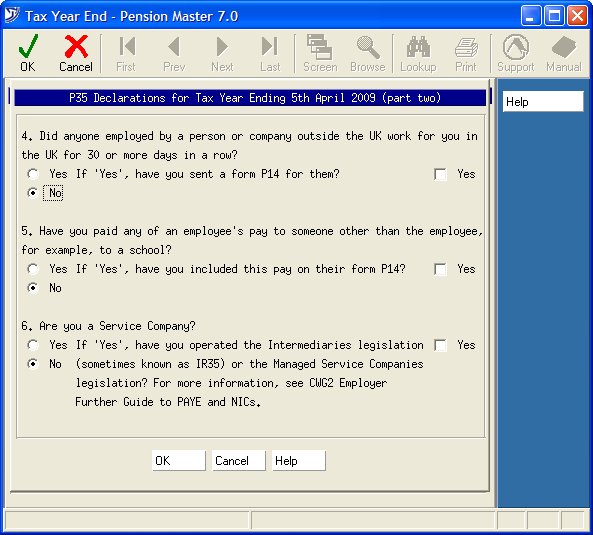 Tax Year End - Pension Master 7.0
OK Cancel First Prev Next Last Screen Browse Lookup Print Support Manual
P35 Declarations for Tax Year Ending 5th April 2009 (part two)
Help
4. Did anyone employed by a person or company outside the UK work for you in
the UK for 30 or more days in a row?
Yes If 'Yes', have you sent a form P14 for them? Yes
No
5. Have you paid any of an employee's pay to someone other than the employee,
for example, to a school?
Yes If 'Yes', have you included this pay on their form P14? Yes
No
6. Are you a Service Company?
Yes If 'Yes', have you operated the Intermediaries legislation Yes
No (sometimes known as IR35) or the Managed Service Companies
legislation? For more information, see CWG2 Employer
Further Guide to PAYE and NICs.
OK Cancel Help